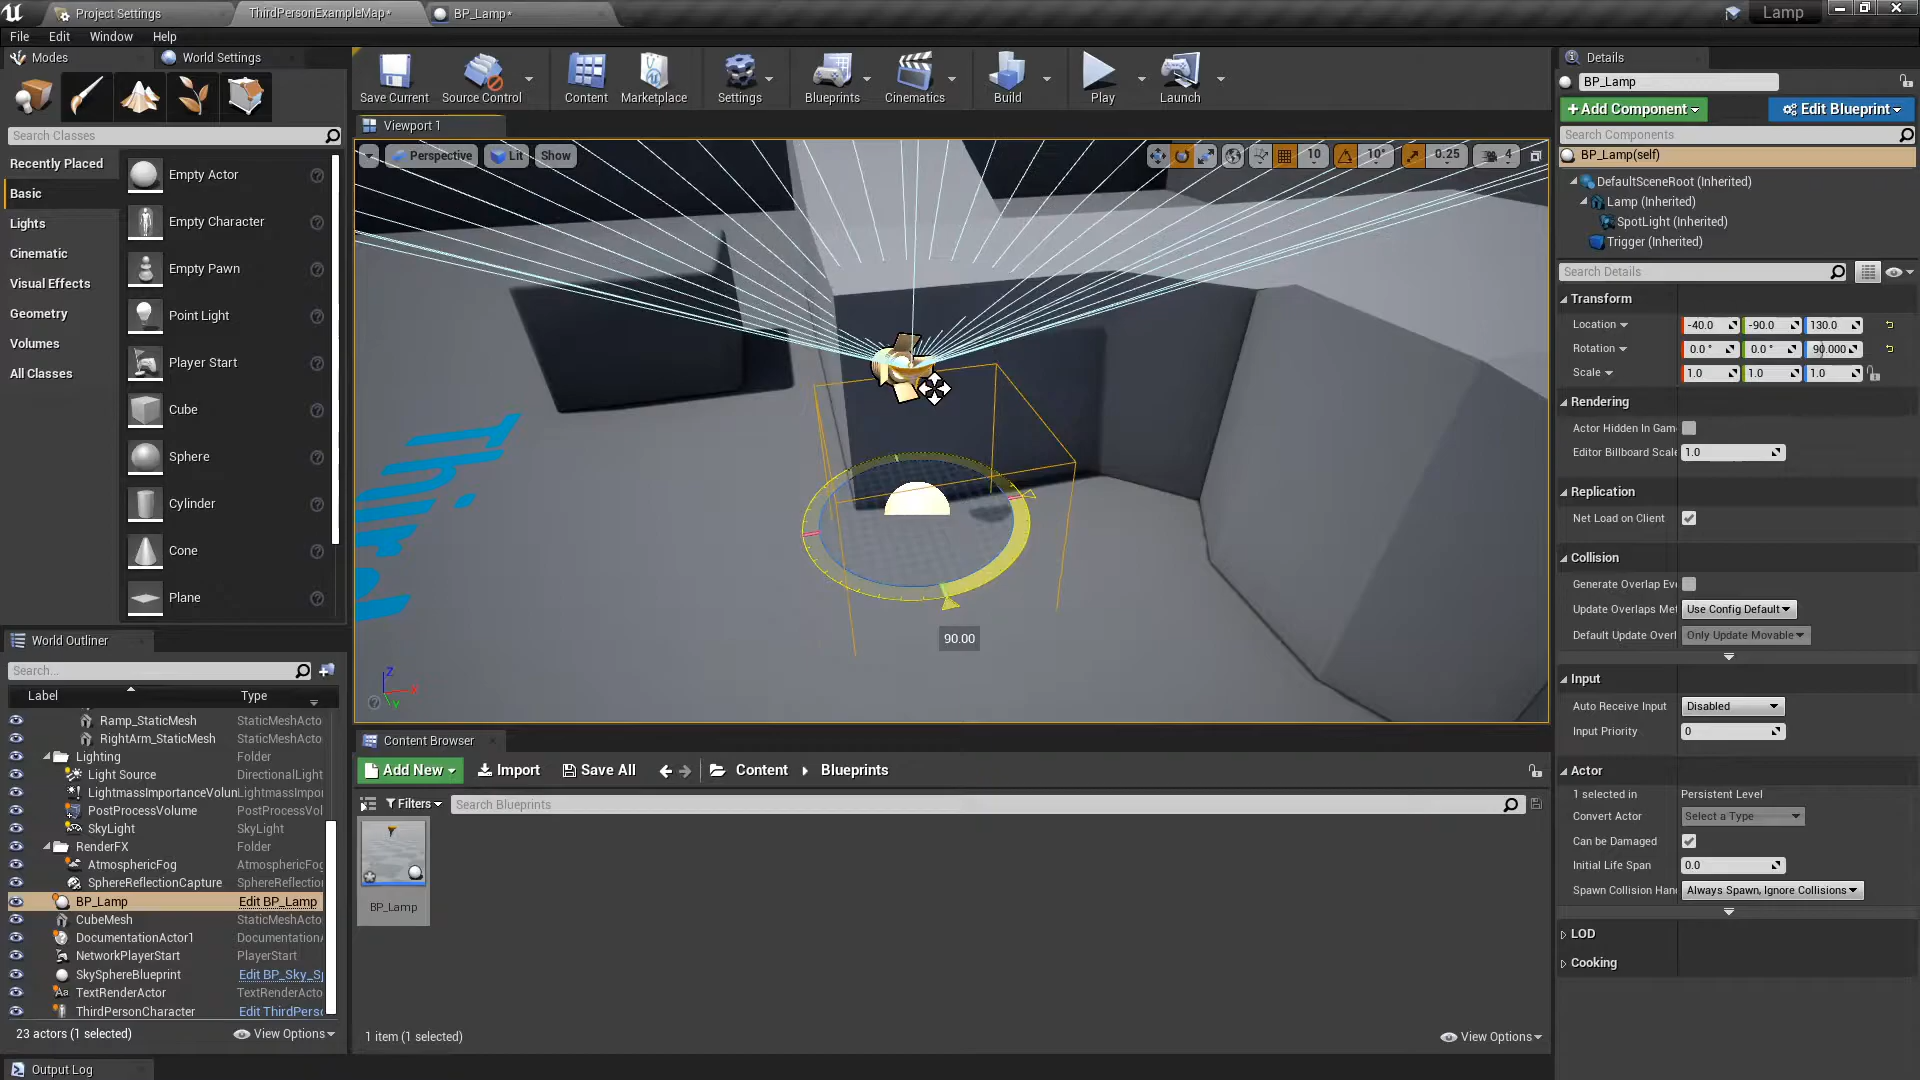 Project Settings
ThirdPersonExampleMap*
BP_Lamp*
Lamp
File Edit Window Help
Modes
World Settings
Save Current
Source Control
Content
Marketplace
Settings
Blueprints
Cinematics
Build
Play
Launch
Details
BP_Lamp
Add Component
Edit Blueprint
Search Components
BP_Lamp(self)
DefaultSceneRoot (Inherited)
Lamp (Inherited)
SpotLight (Inherited)
Trigger (Inherited)
Search Classes
Recently Placed
Basic
Lights
Cinematic
Visual Effects
Geometry
Volumes
All Classes
Empty Actor
Empty Character
Empty Pawn
Point Light
Player Start
Cube
Sphere
Cylinder
Cone
Plane
Viewport 1
Perspective
Lit
Show
10
10°
0.25
4
Third
90.00
Z
X
Y
Search Details
Transform
Location -40.0 -90.0 130.0
Rotation 0.0 ° 0.0 ° 90.000
Scale 1.0 1.0 1.0
Rendering
Actor Hidden In Gam
Editor Billboard Scale 1.0
Replication
Net Load on Client
Collision
Generate Overlap Eve
Update Overlaps Met Use Config Default
Default Update Overl Only Update Movable
Input
Auto Receive Input Disabled
Input Priority 0
Actor
1 selected in Persistent Level
Convert Actor Select a Type
Can be Damaged
Initial Life Span 0.0
Spawn Collision Han Always Spawn, Ignore Collisions
LOD
Cooking
World Outliner
Search...
Label Type
Ramp_StaticMesh StaticMeshActo
RightArm_StaticMesh StaticMeshActo
Lighting Folder
Light Source DirectionalLight
LightmassImportanceVolun LightmassImpor
PostProcessVolume PostProcessVol
SkyLight SkyLight
RenderFX Folder
AtmosphericFog AtmosphericFog
SphereReflectionCapture SphereReflection
BP_Lamp Edit BP_Lamp
CubeMesh StaticMeshActo
DocumentationActor1 DocumentationA
NetworkPlayerStart PlayerStart
SkySphereBlueprint Edit BP_Sky_Sp
TextRenderActor TextRenderActo
ThirdPersonCharacter Edit ThirdPerso
23 actors (1 selected)
View Options
Output Log
Content Browser
Add New
Import
Save All
Content
Blueprints
Filters
Search Blueprints
BP_Lamp
1 item (1 selected)
View Options